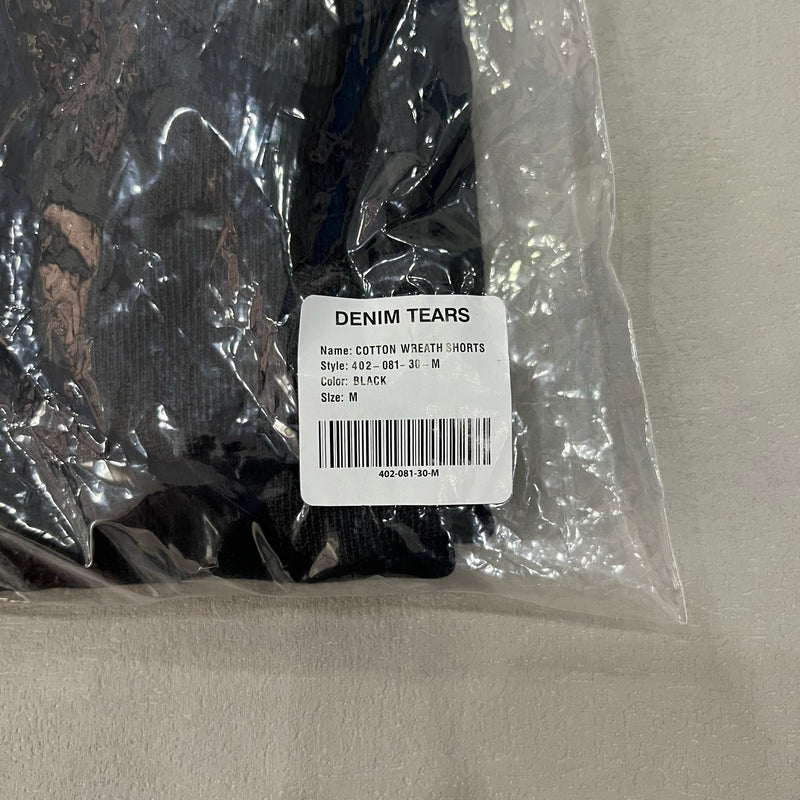 DENIM TEARS
Name: COTTON WREATH SHORTS
Style: 402-081-30-M
Color: BLACK
Size: M
402-081-30-M